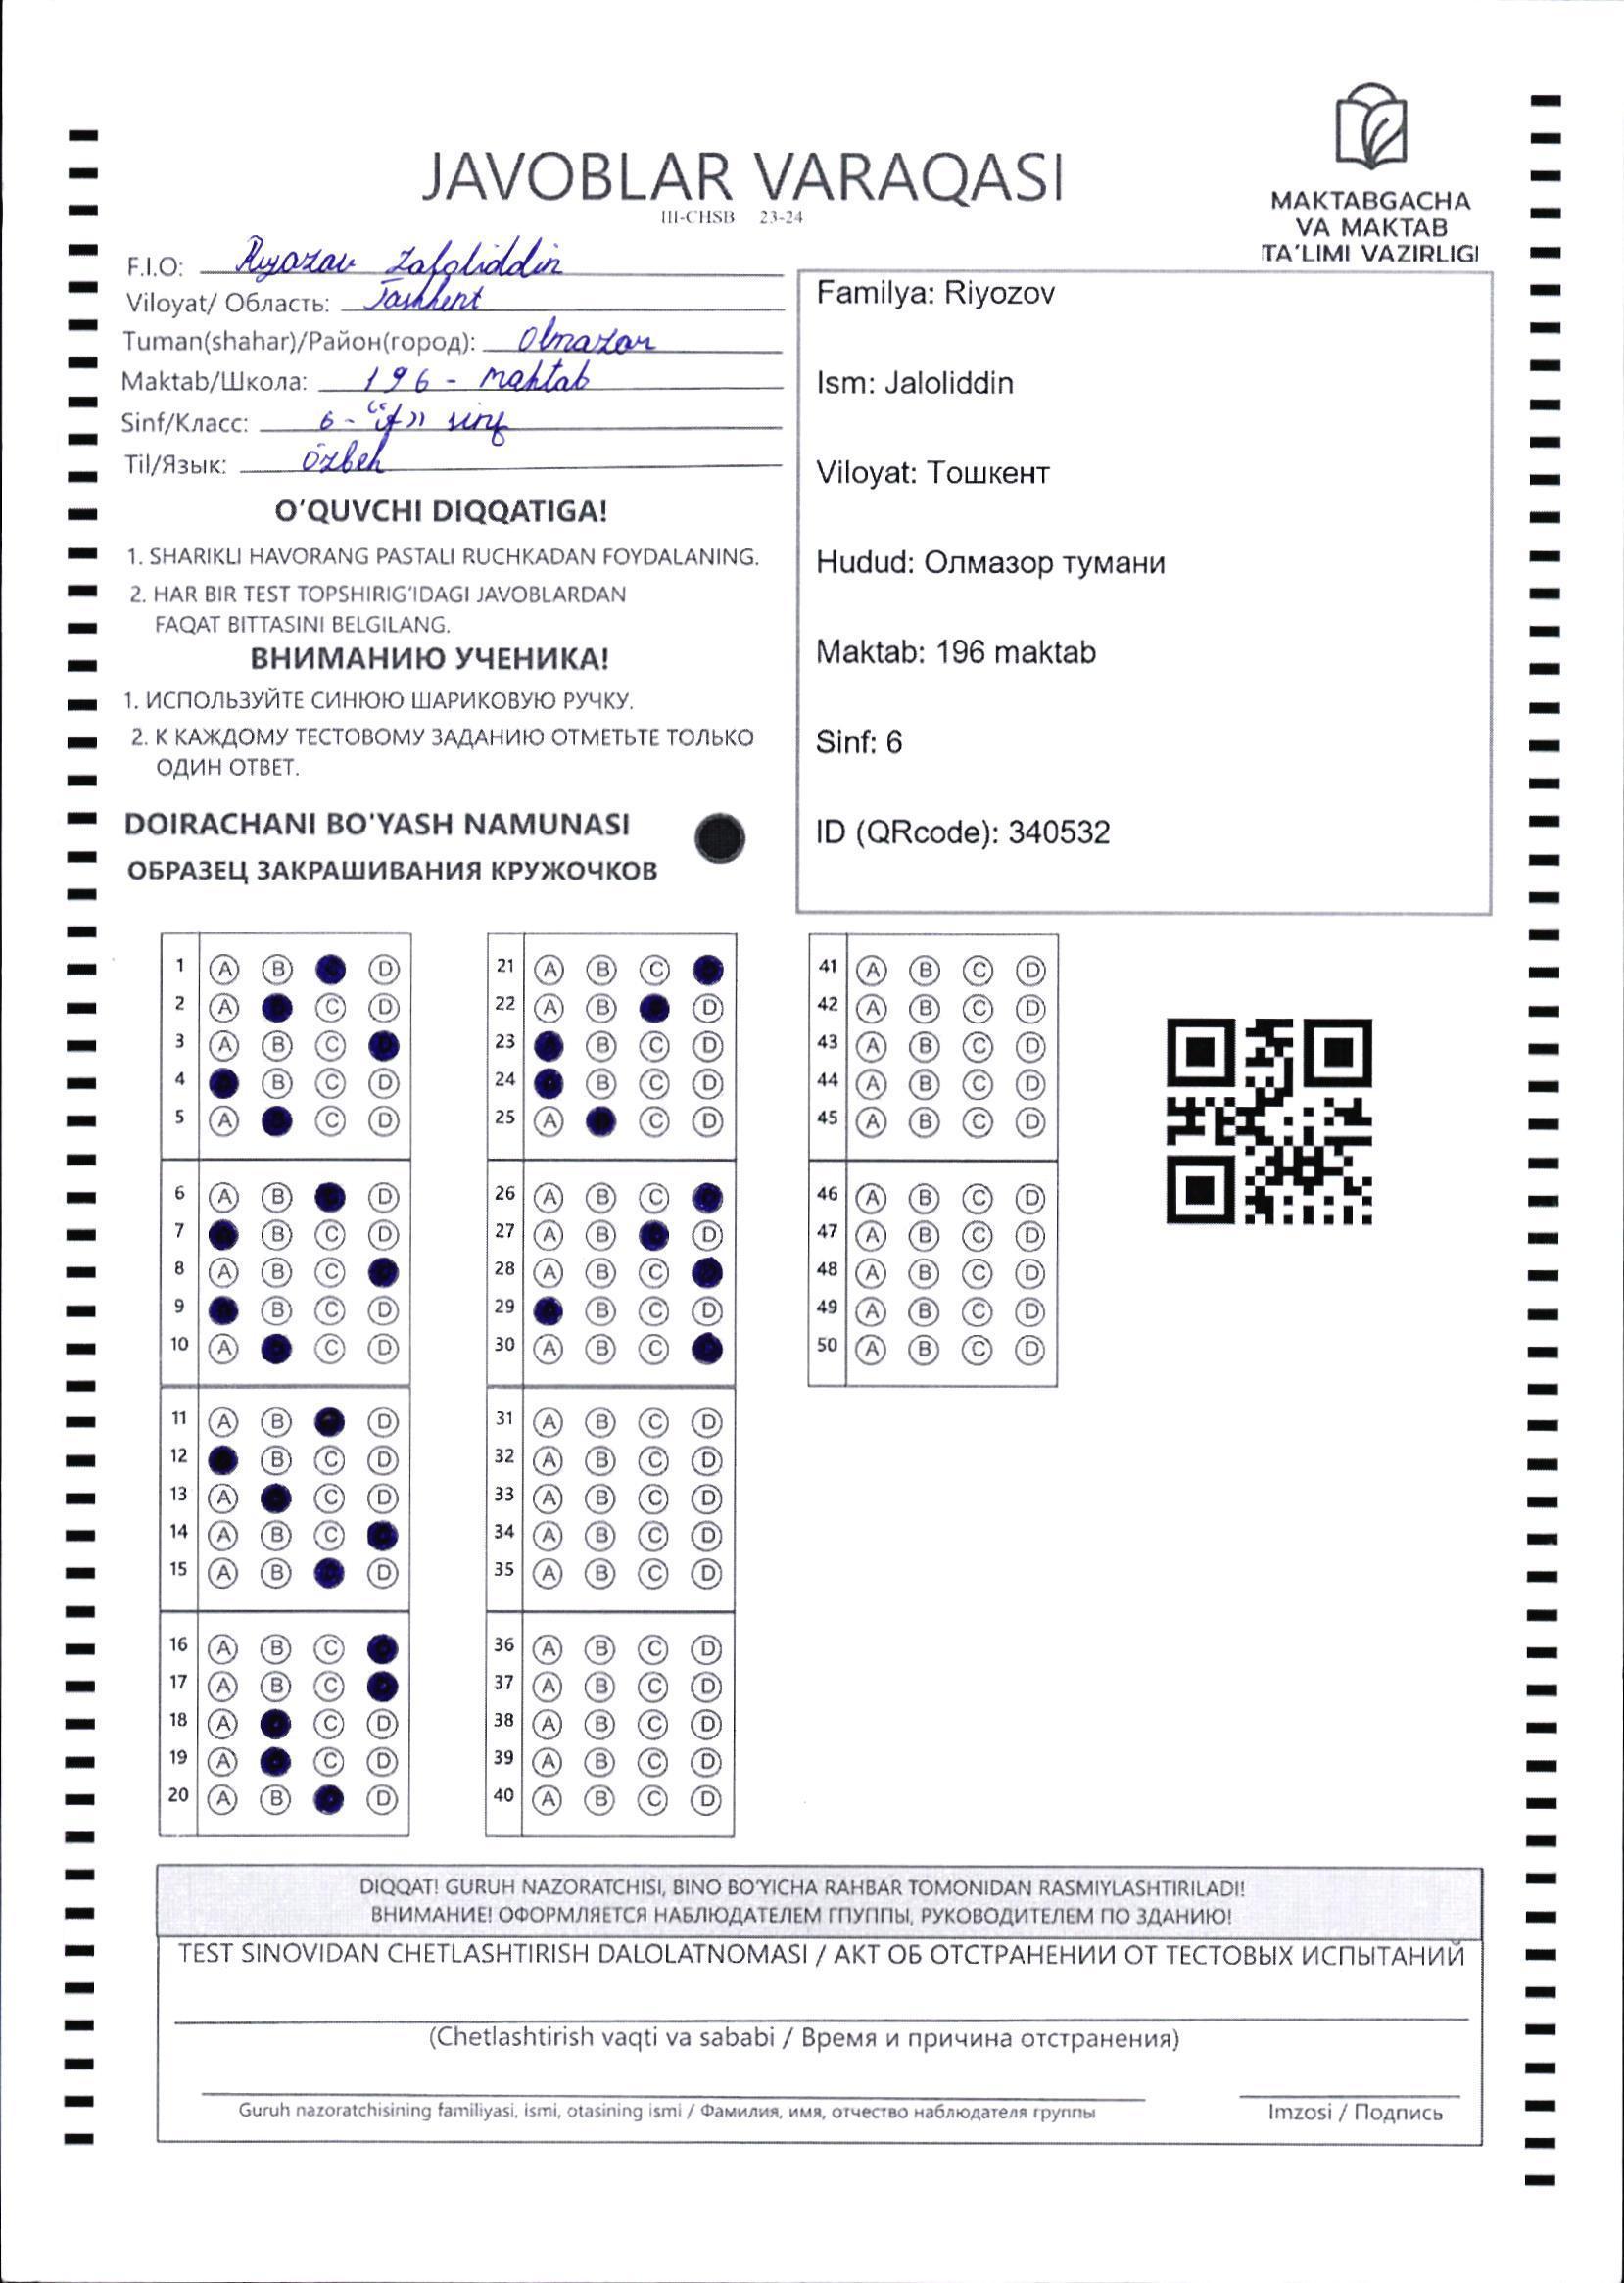 MAKTABGACHA
VA MAKTAB
TA'LIMI VAZIRLIGI
JAVOBLAR VARAQASI
III-CHSB 23-24
F.I.O: Riyozov Jaloliddin
Viloyat/ Область: Tashkent
Tuman(shahar)/Район(город): Olmazor
Maktab/Школа: 196 - maktab
Sinf/Класс: 6 - sinf
Til/Язык: özbek
O'QUVCHI DIQQATIGA!
1. SHARIKLI HAVORANG PASTALI RUCHKADAN FOYDALANING.
2. HAR BIR TEST TOPSHIRIG'IDAGI JAVOBLARDAN
FAQAT BITTASINI BELGILANG.
ВНИМАНИЮ УЧЕНИКА!
1. ИСПОЛЬЗУЙТЕ СИНЮЮ ШАРИКОВУЮ РУЧКУ.
2. К КАЖДОМУ ТЕСТОВОМУ ЗАДАНИЮ ОТМЕТЬТЕ ТОЛЬКО
ОДИН ОТВЕТ.
DOIRACHANI BO'YASH NAMUNASI
ОБРАЗЕЦ ЗАКРАШИВАНИЯ КРУЖОЧКОВ
Familya: Riyozov
Ism: Jaloliddin
Viloyat: Тошкент
Hudud: Олмазор тумани
Maktab: 196 maktab
Sinf: 6
ID (QRcode): 340532
1 A B D
2 A C D
3 A B C
4 B C D
5 A C D
6 A B D
7 B C D
8 A B C
9 B C D
10 A C D
11 A B D
12 B C D
13 A C D
14 A B C
15 A B D
16 A B C
17 A B C
18 A C D
19 A C D
20 A B D
21 A B C
22 A B D
23 B C D
24 B C D
25 A C D
26 A B C
27 A B D
28 A B C
29 B C D
30 A B C
31 A B C D
32 A B C D
33 A B C D
34 A B C D
35 A B C D
36 A B C D
37 A B C D
38 A B C D
39 A B C D
40 A B C D
41 A B C D
42 A B C D
43 A B C D
44 A B C D
45 A B C D
46 A B C D
47 A B C D
48 A B C D
49 A B C D
50 A B C D
DIQQAT! GURUH NAZORATCHISI, BINO BO'YICHA RAHBAR TOMONIDAN RASMIYLASHTIRILADI!
ВНИМАНИЕ! ОФОРМЛЯЕТСЯ НАБЛЮДАТЕЛЕМ ГПУППЫ, РУКОВОДИТЕЛЕМ ПО ЗДАНИЮ!
TEST SINOVIDAN CHETLASHTIRISH DALOLATNOMASI / АКТ ОБ ОТСТРАНЕНИИ ОТ ТЕСТОВЫХ ИСПЫТАНИЙ
(Chetlashtirish vaqti va sababi / Время и причина отстранения)
Guruh nazoratchisining familiyasi, ismi, otasining ismi / Фамилия, имя, отчество наблюдателя группы
Imzosi / Подпись